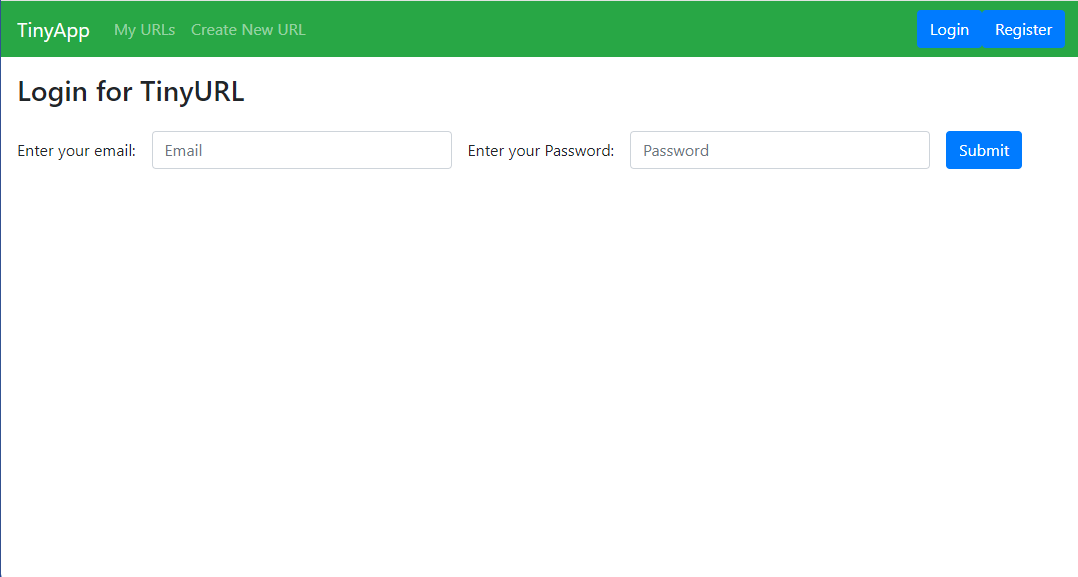 TinyApp My URLs Create New URL Login Register
Login for TinyURL
Enter your email: Email Enter your Password: Password Submit